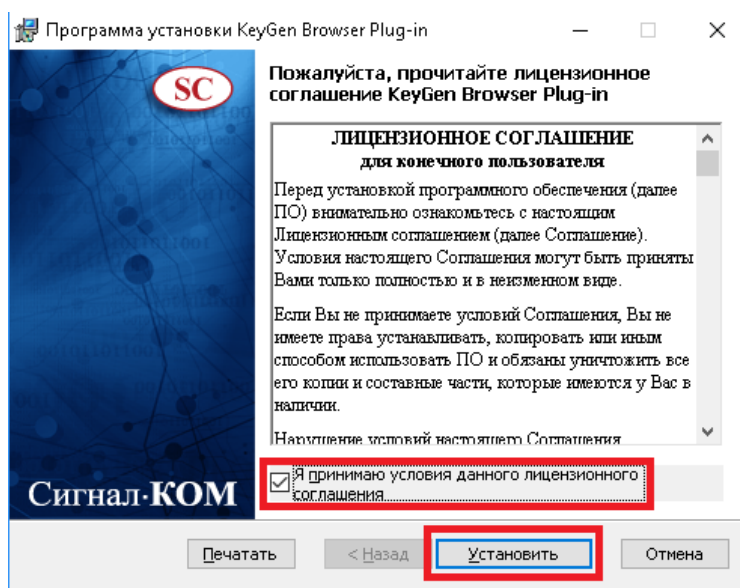 Программа установки KeyGen Browser Plug-in
SC
Пожалуйста, прочитайте лицензионное
соглашение KeyGen Browser Plug-in
ЛИЦЕНЗИОННОЕ СОГЛАШЕНИЕ
для конечного пользователя
Перед установкой программного обеспечения (далее
ПО) внимательно ознакомьтесь с настоящим
Лицензионным соглашением (далее Соглашение).
Условия настоящего Соглашения могут быть приняты
Вами только полностью и в неизменном виде.
Если Вы не принимаете условий Соглашения, Вы не
имеете права устанавливать, копировать или иным
способом использовать ПО и обязаны уничтожить все
его копии и составные части, которые имеются у Вас в
наличии.
Нарушение условий настоящего Соглашения
Я принимаю условия данного лицензионного
соглашения
Сигнал·КОМ
Печатать
< Назад
Установить
Отмена